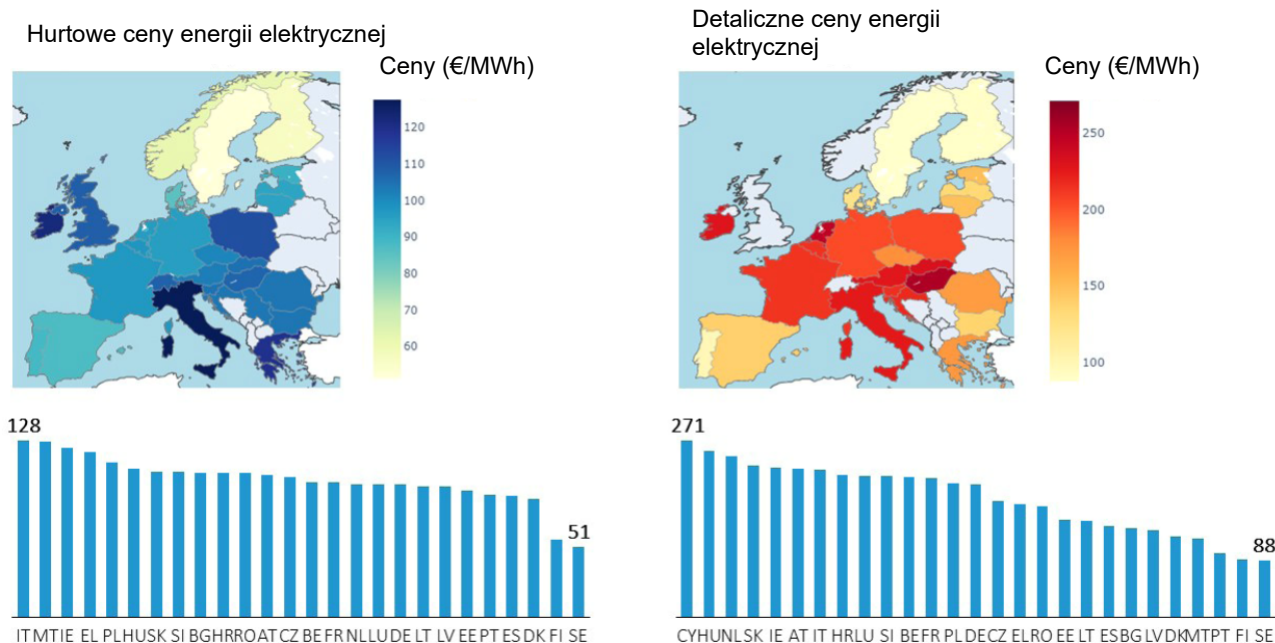 Hurtowe ceny energii elektrycznej
Ceny (€/MWh)
120
110
100
90
80
70
60
128
51
IT MT IE EL PL HU SK SI BG HR RO AT CZ BE FR NL LU DE LT LV EE PT ES DK FI SE
Detaliczne ceny energii
elektrycznej
Ceny (€/MWh)
250
200
150
100
271
88
CY HU NL SK IE AT IT HR LU SI BE FR PL DE CZ EL RO EE LT ES BG LV DK MT PT FI SE